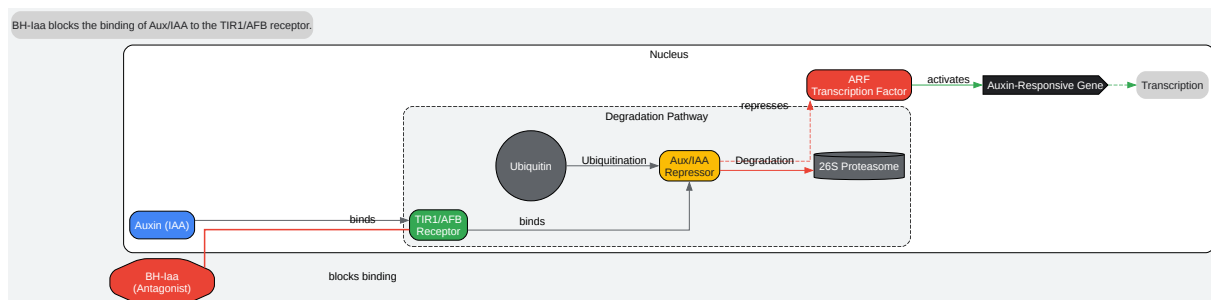 BH-Iaa blocks the binding of Aux/IAA to the TIR1/AFB receptor.
Nucleus
ARF
Transcription Factor
activates
Auxin-Responsive Gene
Transcription
represses
Degradation Pathway
Ubiquitin
Ubiquitination
Aux/IAA
Repressor
Degradation
26S Proteasome
Auxin (IAA)
binds
TIR1/AFB
Receptor
binds
BH-Iaa
(Antagonist)
blocks binding